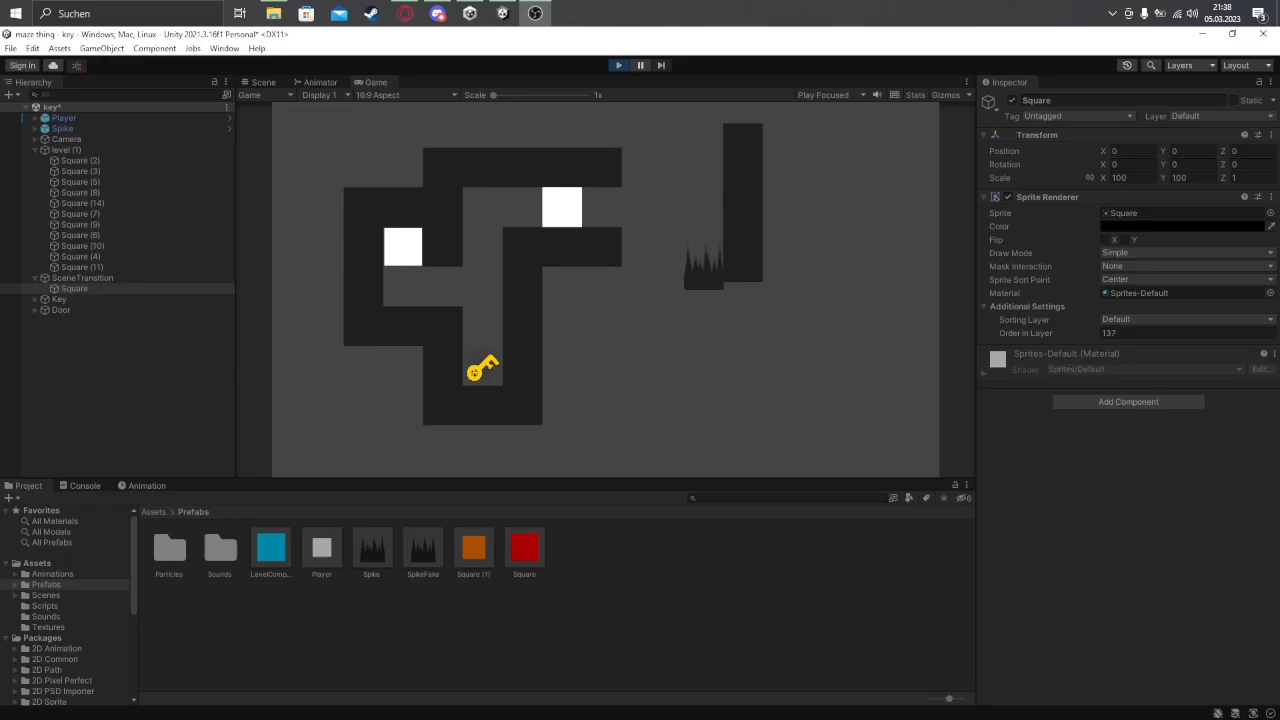 Suchen
21:38
05.03.2023
maze thing - key - Windows, Mac, Linux - Unity 2021.3.16f1 Personal* <DX11>
File Edit Assets GameObject Component Jobs Window Help
Sign in
Layers
Layout
Hierarchy
All
key*
Player
Spike
Camera
level (1)
Square (2)
Square (3)
Square (5)
Square (8)
Square (14)
Square (7)
Square (9)
Square (6)
Square (10)
Square (4)
Square (11)
SceneTransition
Square
Key
Door
Scene Animator Game
Game Display 1 16:9 Aspect Scale 1x Play Focused Stats Gizmos
Inspector
Square Static
Tag Untagged Layer Default
Transform
Position X 0 Y 0 Z 0
Rotation X 0 Y 0 Z 0
Scale X 100 Y 100 Z 1
Sprite Renderer
Sprite Square
Color
Flip X Y
Draw Mode Simple
Mask Interaction None
Sprite Sort Point Center
Material Sprites-Default
Additional Settings
Sorting Layer Default
Order in Layer 137
Sprites-Default (Material)
Shader Sprites/Default Edit...
Add Component
Project Console Animation
6
Favorites
All Materials
All Models
All Prefabs
Assets
Animations
Prefabs
Scenes
Scripts
Sounds
Textures
Packages
2D Animation
2D Common
2D Path
2D Pixel Perfect
2D PSD Importer
2D Sprite
Assets > Prefabs
Particles Sounds LevelComp... Player Spike SpikeFake Square (1) Square